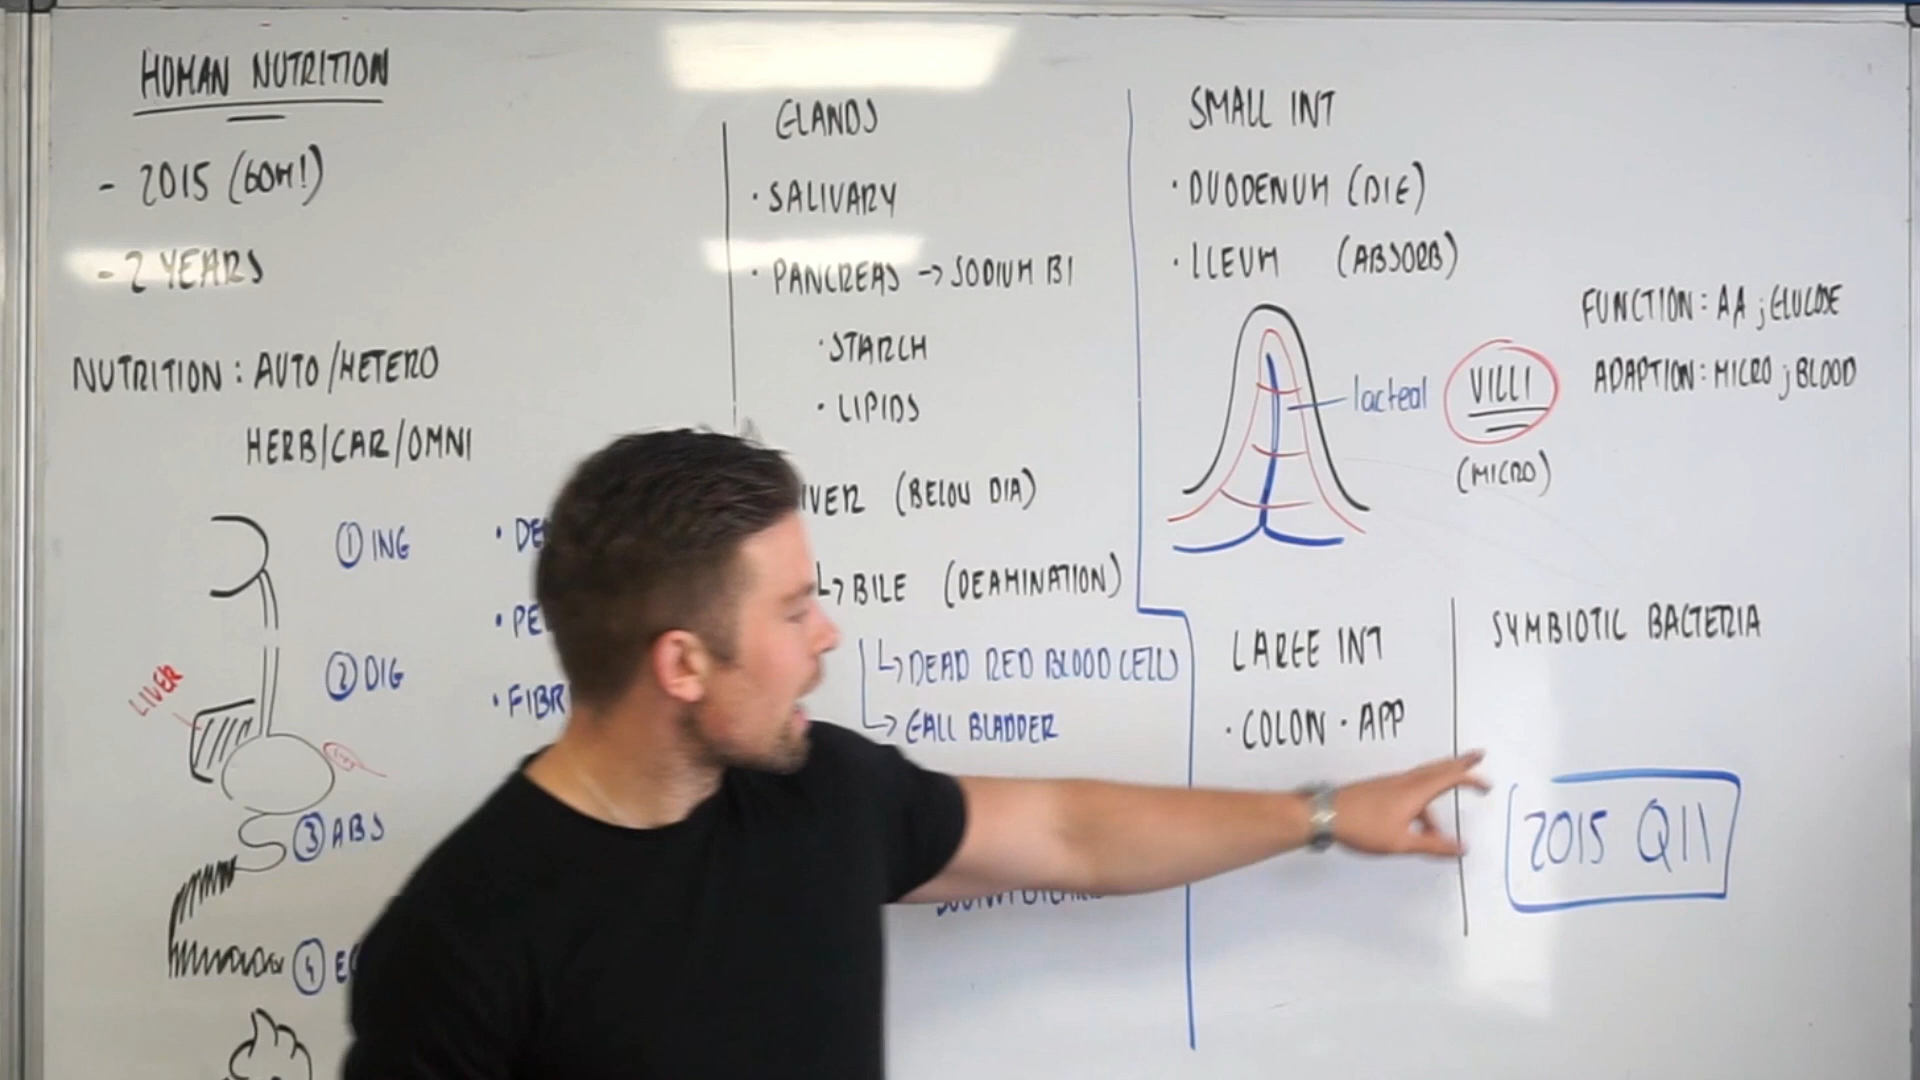 HUMAN NUTRITION
- 2015 (60M!)
- 2 YEARS
NUTRITION : AUTO/HETERO
HERB/CAR/OMNI
① ING
② DIG
LIVER
③ ABS
④
GLANDS
· SALIVARY
· PANCREAS -> SODIUM BI
· STARCH
· LIPIDS
(BELOW DIA)
↳ BILE (DEAMINATION)
↳ DEAD RED BLOOD CELL)
↳ GALL BLADDER
SMALL INT
· DUODENUM (DIG)
· ILEUM (ABSORB)
lacteal
VILLI
(MICRO)
FUNCTION : AA ; GLUCOSE
ADAPTION : MICRO ; BLOOD
LARGE INT
· COLON · APP
SYMBIOTIC BACTERIA
2015 Q11